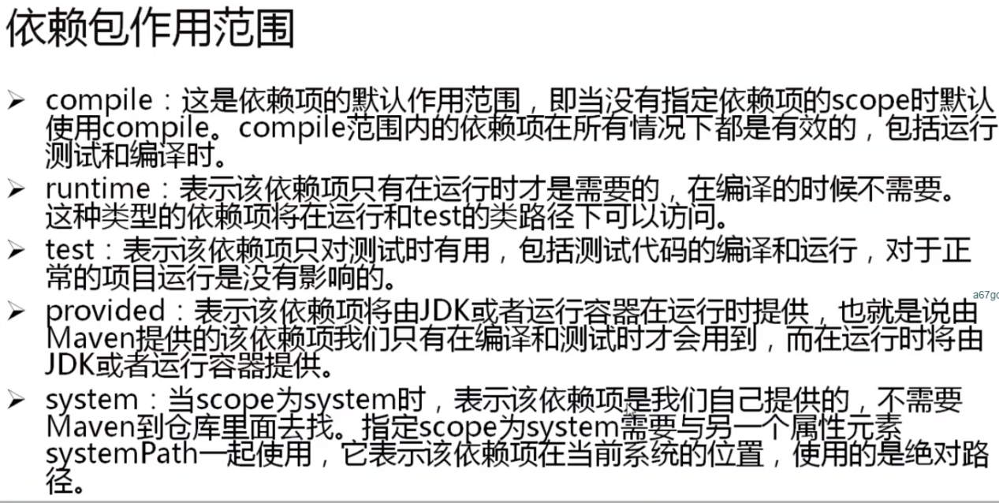 依赖包作用范围
➢ compile：这是依赖项的默认作用范围，即当没有指定依赖项的scope时默认
使用compile。compile范围内的依赖项在所有情况下都是有效的，包括运行
测试和编译时。
➢ runtime：表示该依赖项只有在运行时才是需要的，在编译的时候不需要。
这种类型的依赖项将在运行和test的类路径下可以访问。
➢ test：表示该依赖项只对测试时有用，包括测试代码的编译和运行，对于正
常的项目运行是没有影响的。
a67gc
➢ provided：表示该依赖项将由JDK或者运行容器在运行时提供，也就是说由
Maven提供的该依赖项我们只有在编译和测试时才会用到，而在运行时将由
JDK或者运行容器提供。
➢ system：当scope为system时，表示该依赖项是我们自己提供的，不需要
Maven到仓库里面去找。指定scope为system需要与另一个属性元素
systemPath一起使用，它表示该依赖项在当前系统的位置，使用的是绝对路
径。